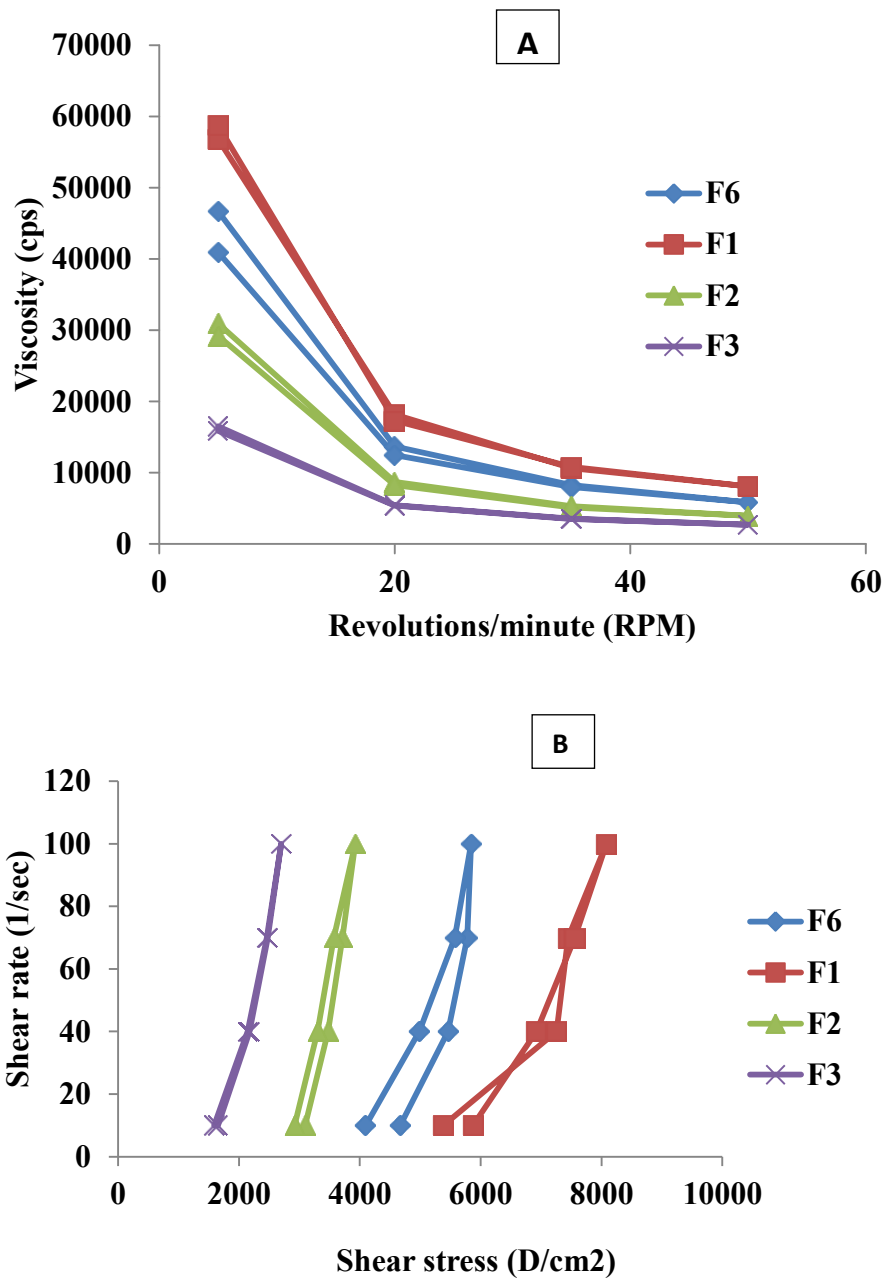 A
70000
60000
50000
40000
30000
20000
10000
0
Viscosity (cps)
0 20 40 60
Revolutions/minute (RPM)
F6
F1
F2
F3
B
120
100
80
60
40
20
0
Shear rate (1/sec)
0 2000 4000 6000 8000 10000
Shear stress (D/cm2)
F6
F1
F2
F3